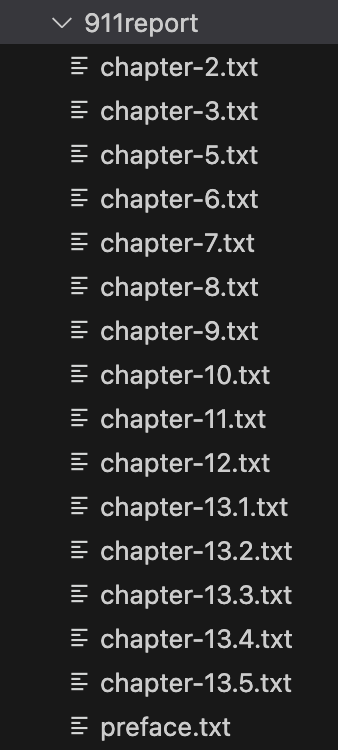 911report
chapter-2.txt
chapter-3.txt
chapter-5.txt
chapter-6.txt
chapter-7.txt
chapter-8.txt
chapter-9.txt
chapter-10.txt
chapter-11.txt
chapter-12.txt
chapter-13.1.txt
chapter-13.2.txt
chapter-13.3.txt
chapter-13.4.txt
chapter-13.5.txt
preface.txt